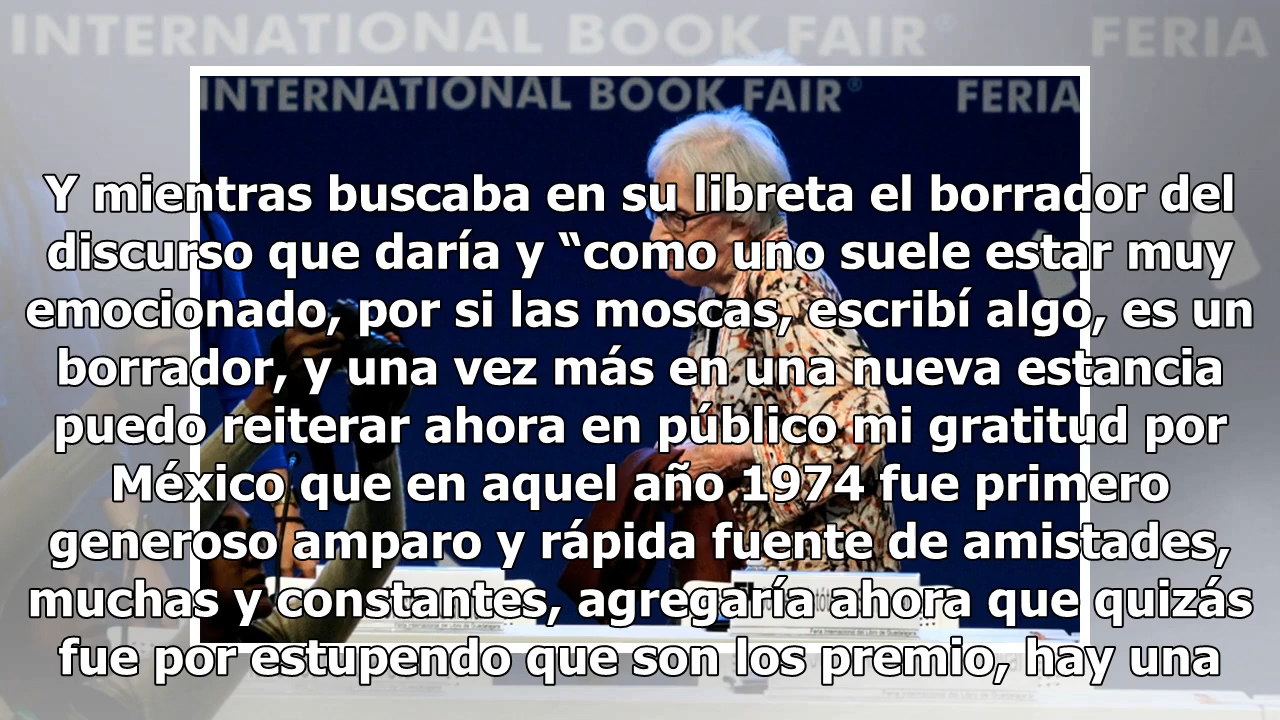 INTERNATIONAL BOOK FAIR® FERIA
INTERNATIONAL BOOK FAIR® FERIA
Y mientras buscaba en su libreta el borrador del
discurso que daría y “como uno suele estar muy
emocionado, por si las moscas, escribí algo, es un
borrador, y una vez más en una nueva estancia
puedo reiterar ahora en público mi gratitud por
México que en aquel año 1974 fue primero
generoso amparo y rápida fuente de amistades,
muchas y constantes, agregaría ahora que quizás
fue por estupendo que son los premio, hay una